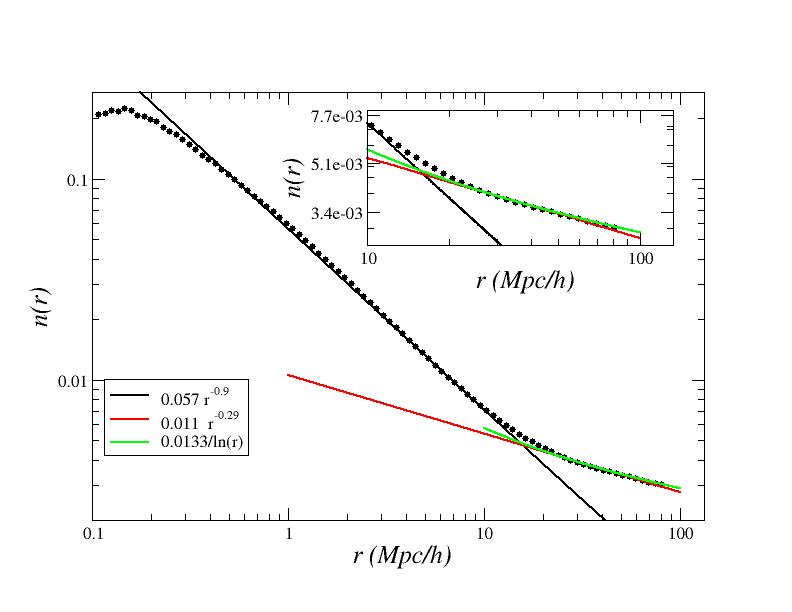 7.7e-03
5.1e-03
3.4e-03
n(r)
10
100
r (Mpc/h)
0.1
0.01
n(r)
0.057 r^-0.9
0.011 r^-0.29
0.0133/ln(r)
0.1
1
10
100
r (Mpc/h)